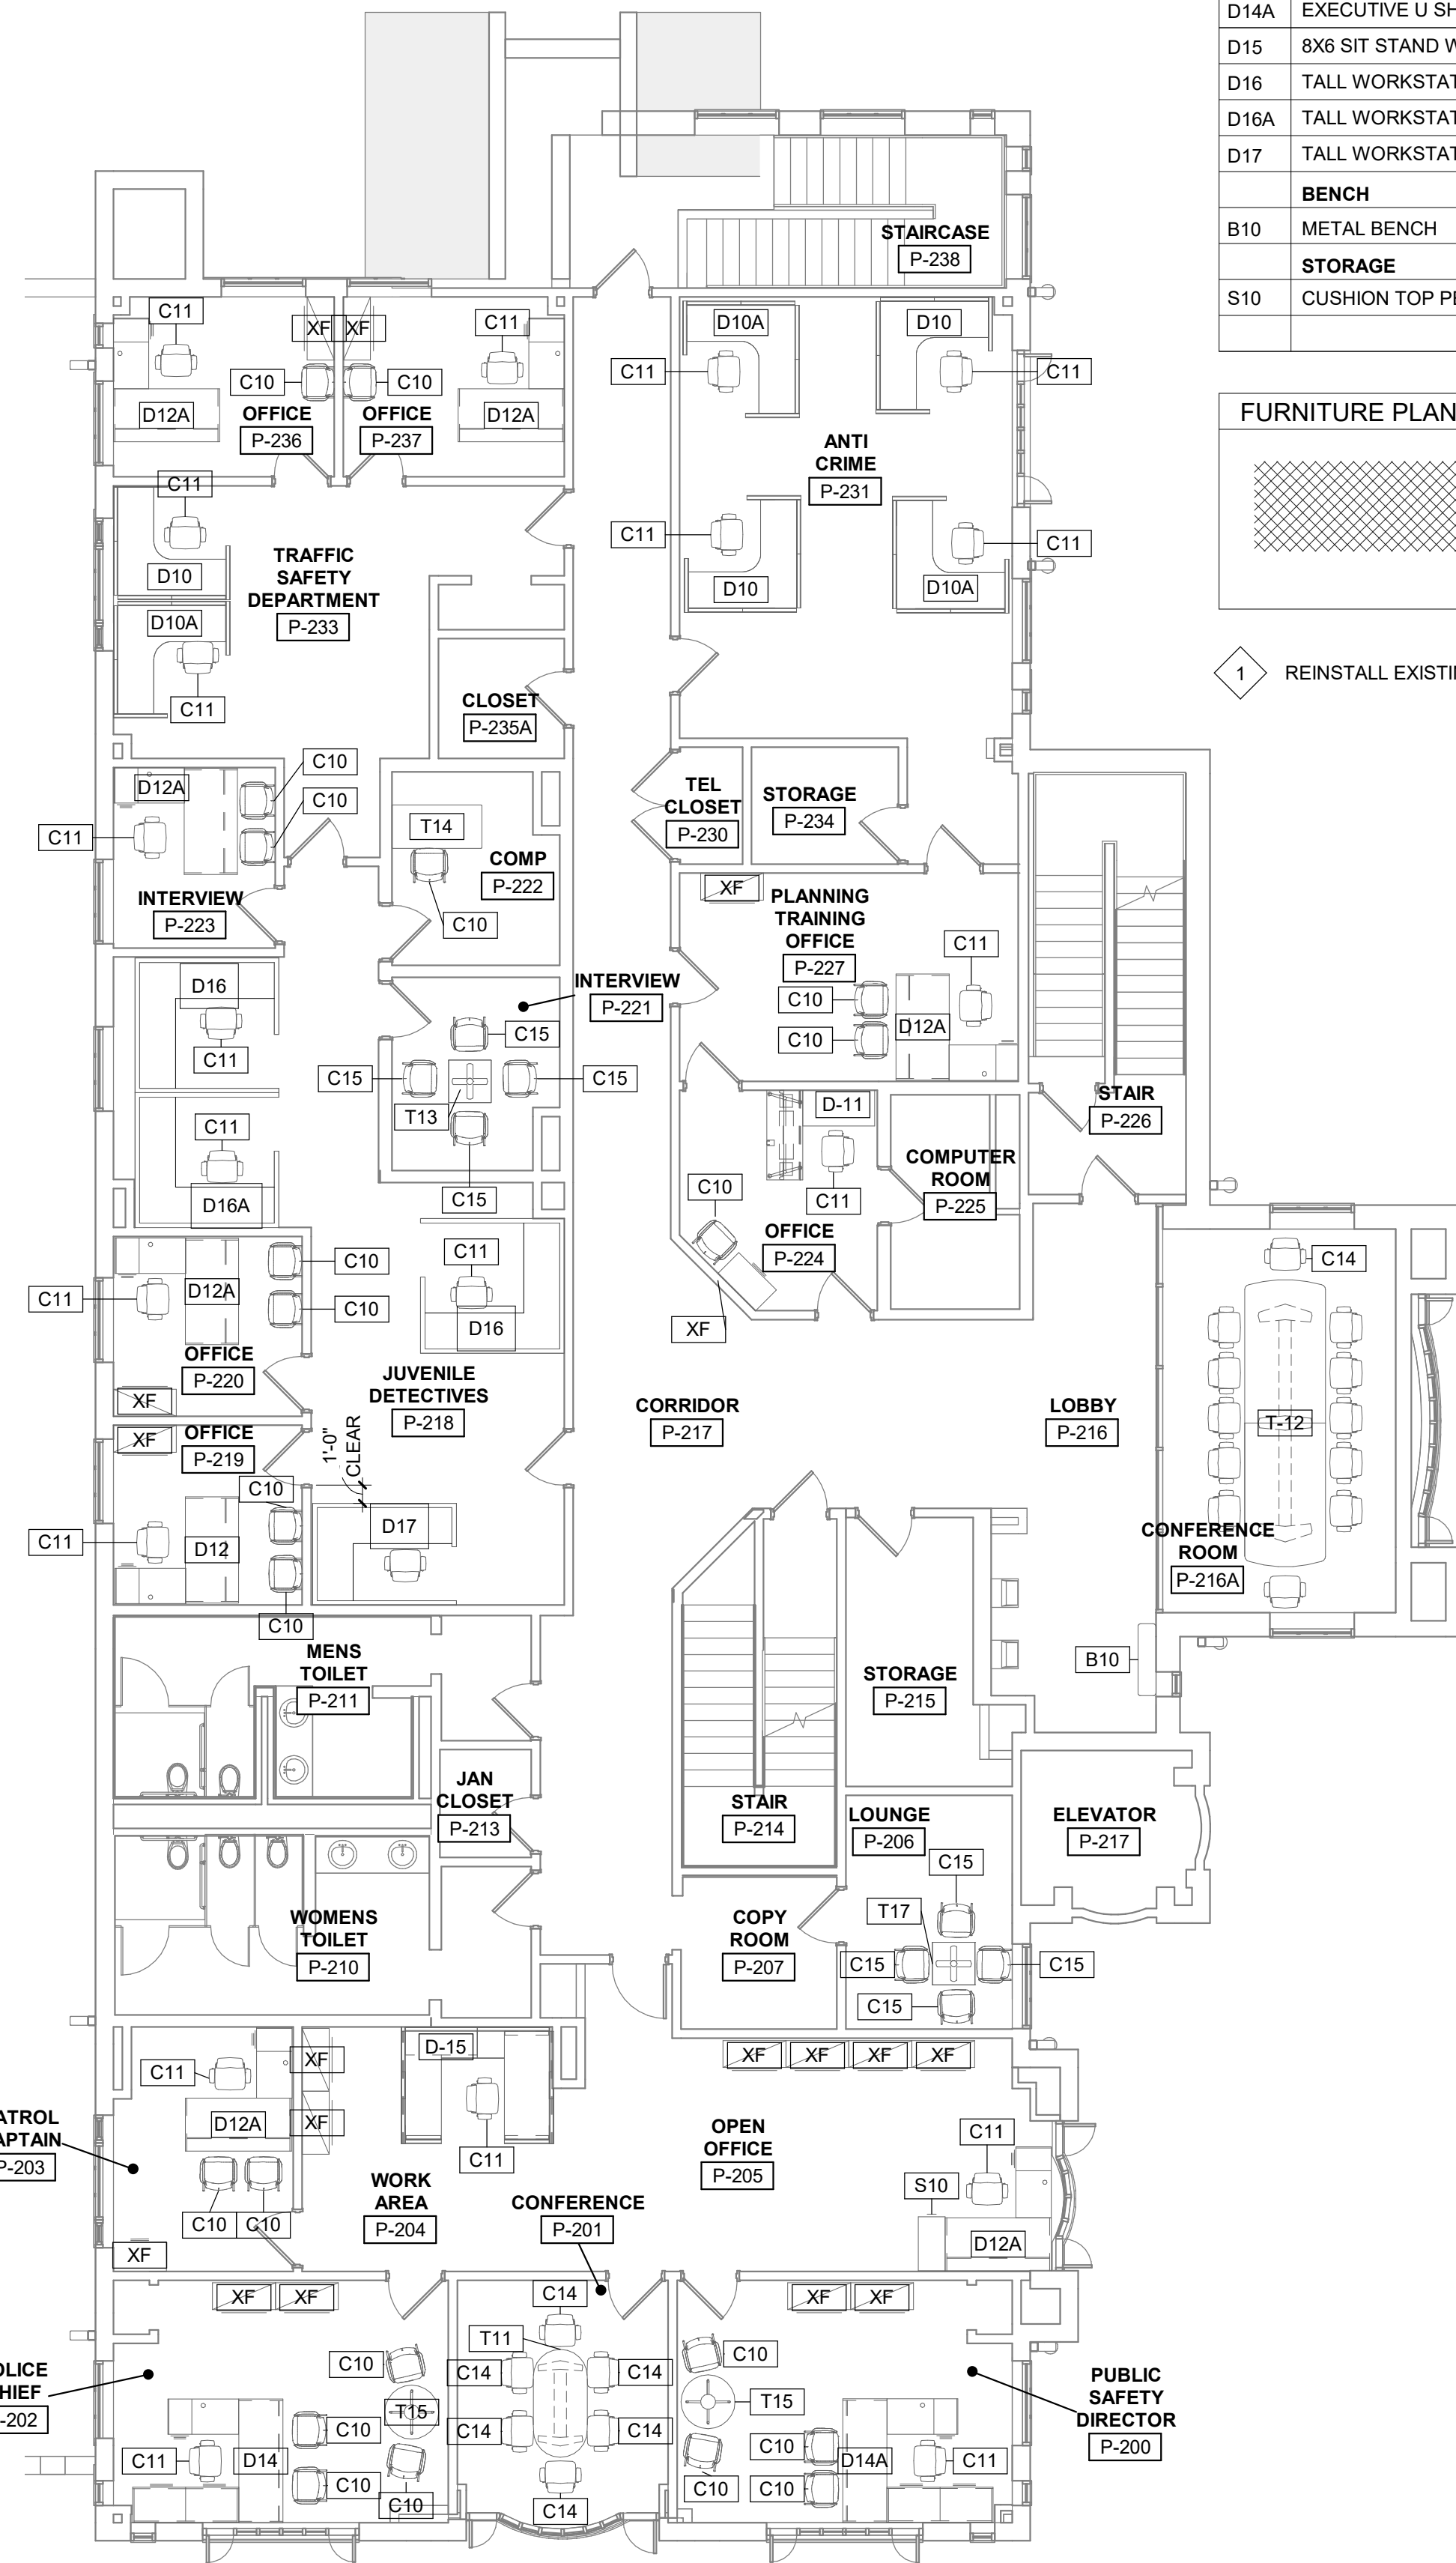 D14A EXECUTIVE U SH
D15 8X6 SIT STAND W
D16 TALL WORKSTAT
D16A TALL WORKSTAT
D17 TALL WORKSTAT
BENCH
B10 METAL BENCH
STORAGE
S10 CUSHION TOP PE
FURNITURE PLAN
1 REINSTALL EXISTIN
STAIRCASE
P-238
C11
XF
XF
C11
C10
C10
D12A
OFFICE
P-236
OFFICE
P-237
D12A
D10A
D10
C11
C11
ANTI
CRIME
P-231
C11
C11
D10
D10A
C11
D10
TRAFFIC
SAFETY
DEPARTMENT
P-233
D10A
C11
CLOSET
P-235A
C10
D12A
C10
C11
INTERVIEW
P-223
T14
COMP
P-222
C10
TEL
CLOSET
P-230
STORAGE
P-234
XF
PLANNING
TRAINING
OFFICE
P-227
C11
C10
C10
D12A
D16
C11
INTERVIEW
P-221
C15
C15
C15
T13
C15
C11
D16A
STAIR
P-226
D-11
C10
C11
COMPUTER
ROOM
P-225
OFFICE
P-224
XF
C11
D16
C10
C11
D12A
C10
OFFICE
P-220
XF
JUVENILE
DETECTIVES
P-218
C14
T-12
CORRIDOR
P-217
LOBBY
P-216
XF
OFFICE
P-219
1'-0"
CLEAR
C10
C11
D12
D17
C10
CONFERENCE
ROOM
P-216A
MENS
TOILET
P-211
B10
STORAGE
P-215
JAN
CLOSET
P-213
STAIR
P-214
LOUNGE
P-206
ELEVATOR
P-217
C15
T17
C15
C15
C15
WOMENS
TOILET
P-210
COPY
ROOM
P-207
D-15
C11
XF
XF
D12A
C11
XF
XF
XF
XF
ATROL
APTAIN
P-203
C10
C10
XF
WORK
AREA
P-204
OPEN
OFFICE
P-205
C11
S10
D12A
CONFERENCE
P-201
XF
XF
C14
XF
XF
T11
C10
C14
C14
C10
OLICE
HIEF
-202
T15
T15
PUBLIC
SAFETY
DIRECTOR
P-200
C10
C14
C14
C10
C11
D14
C10
C10
C14
C10
C10
D14A
C11